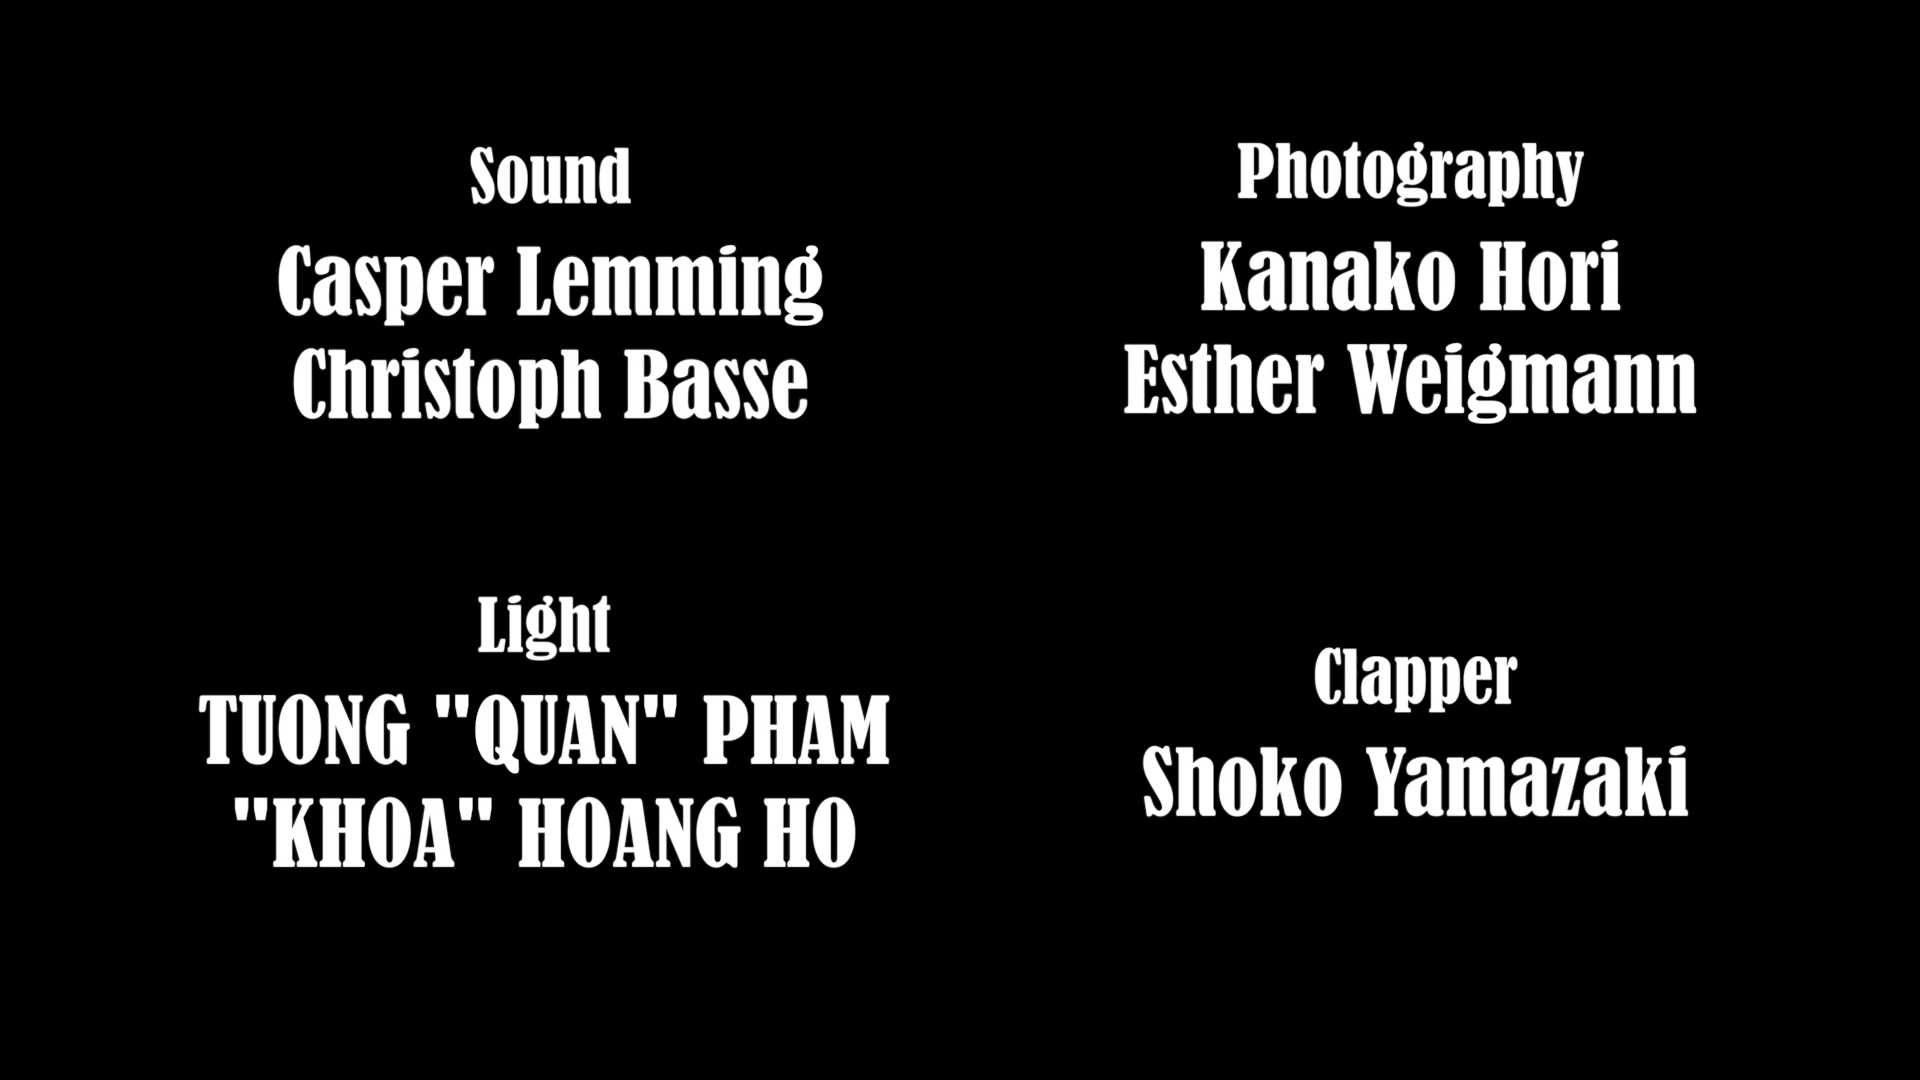 Sound
Casper Lemming
Christoph Basse
Photography
Kanako Hori
Esther Weigmann
Light
TUONG "QUAN" PHAM
"KHOA" HOANG HO
Clapper
Shoko Yamazaki